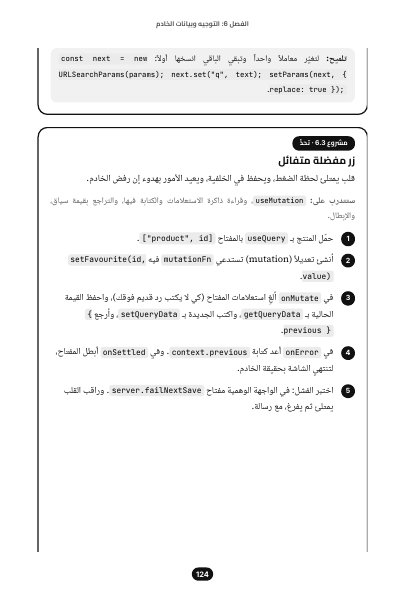 الفصل 6: التوجيه وبيانات الخادم
تلميح: لتغيّر معاملاً واحداً وتبقي الباقي انسخها أولاً: const next = new
URLSearchParams(params); next.set("q", text); setParams(next, {
replace: true });.
مشروع 6.3 · تحدٍّ
زر مفضلة متفائل
قلب يمتلئ لحظة الضغط، ويحفظ في الخلفية، ويعيد الأمور بهدوء إن رفض الخادم.
ستتدرب على: useMutation، وقراءة ذاكرة الاستعلامات والكتابة فيها، والتراجع بقيمة سياق،
والإبطال.
1 حمّل المنتج بـ useQuery بالمفتاح ["product", id].
2 أنشئ تعديلاً (mutation) تستدعي mutationFn فيه setFavourite(id,
value).
3 في onMutate ألغِ استعلامات المفتاح (كي لا يكتب رد قديم فوقك)، واحفظ القيمة
الحالية بـ getQueryData، واكتب الجديدة بـ setQueryData، وأرجع {
previous }.
4 في onError أعد كتابة context.previous. وفي onSettled أبطل المفتاح،
لتنتهي الشاشة بحقيقة الخادم.
5 اختبر الفشل: في الواجهة الوهمية مفتاح server.failNextSave. وراقب القلب
يمتلئ ثم يفرغ، مع رسالة.
124